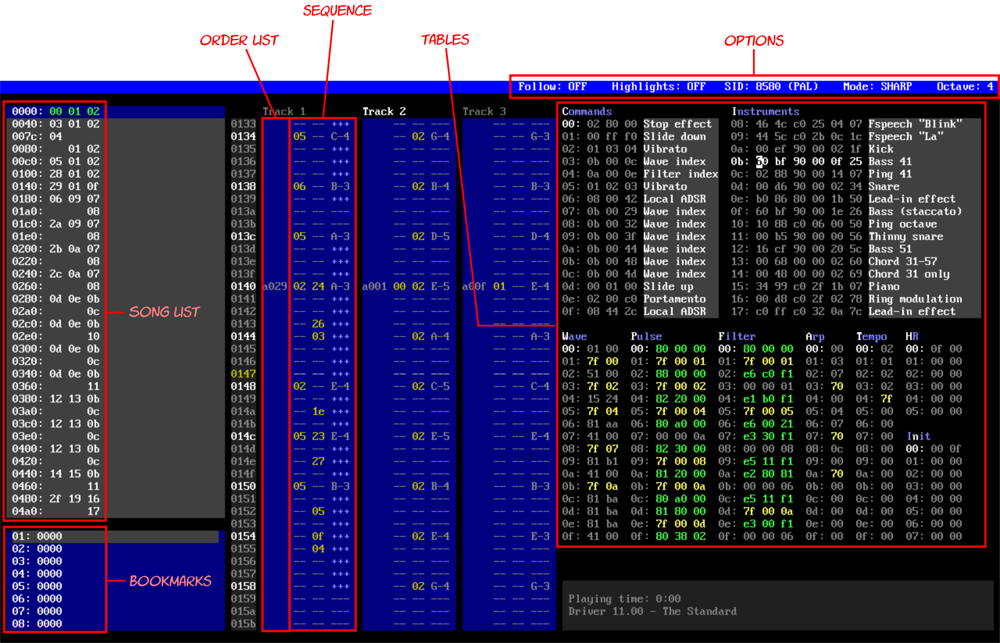 SEQUENCE
ORDER LIST
TABLES
OPTIONS
Follow: OFF Highlights: OFF SID: 8580 (PAL) Mode: SHARP Octave: 4
0000: 00 01 02
0040: 03 01 02
007c: 04
0080: 01 02
00c0: 05 01 02
0100: 28 01 02
0140: 29 01 0f
0180: 06 09 07
01a0: 08
01c0: 2a 09 07
01e0: 08
0200: 2b 0a 07
0220: 08
0240: 2c 0a 07
0260: 08
0280: 0d 0e 0b
02a0: 0c
02c0: 0d 0e 0b
02e0: 10
0300: 0d 0e 0b
0320: 0c
0340: 0d 0e 0b
0360: 11
0380: 12 13 0b
03a0: 0c
03c0: 12 13 0b
03e0: 0c
0400: 12 13 0b
0420: 0c
0440: 14 15 0b
0460: 11
0480: 2f 19 16
04a0: 17
SONG LIST
01: 0000
02: 0000
03: 0000
04: 0000
05: 0000
06: 0000
07: 0000
08: 0000
BOOKMARKS
Track 1 Track 2 Track 3
0133 -- -- +++ -- -- --- -- -- ---
0134 05 -- C-4 -- 02 G-4 -- -- G-3
0135 -- -- +++ -- -- --- -- -- ---
0136 -- -- +++ -- -- --- -- -- ---
0137 -- -- +++ -- -- --- -- -- ---
0138 06 -- B-3 -- 02 B-4 -- -- B-3
0139 -- -- +++ -- -- --- -- -- ---
013a -- -- --- -- -- --- -- -- ---
013b -- -- --- -- -- --- -- -- ---
013c 05 -- A-3 -- 02 D-5 -- -- D-4
013d -- -- +++ -- -- --- -- -- ---
013e -- -- +++ -- -- --- -- -- ---
013f -- -- +++ -- -- --- -- -- ---
0140 a029 02 24 A-3 a001 00 02 E-5 a00f 01 -- E-4
0141 -- -- +++ -- -- --- -- -- ---
0142 -- -- +++ -- -- --- -- -- ---
0143 -- 26 +++ -- -- --- -- -- ---
0144 -- 03 +++ -- 02 A-4 -- -- A-3
0145 -- -- +++ -- -- --- -- -- ---
0146 -- -- +++ -- -- --- -- -- ---
0147 -- -- +++ -- -- --- -- -- ---
0148 02 -- E-4 -- 02 C-5 -- -- C-4
0149 -- -- +++ -- -- --- -- -- ---
014a -- 1e +++ -- -- --- -- -- ---
014b -- -- +++ -- -- --- -- -- ---
014c 05 23 E-4 -- 02 E-5 -- -- E-4
014d -- -- +++ -- -- --- -- -- ---
014e -- 27 +++ -- -- --- -- -- ---
014f -- -- +++ -- -- --- -- -- ---
0150 05 -- B-3 -- 02 B-4 -- -- B-3
0151 -- -- +++ -- -- --- -- -- ---
0152 -- 05 +++ -- -- --- -- -- ---
0153 -- -- +++ -- -- --- -- -- ---
0154 -- 0f +++ -- 02 E-4 -- -- E-3
0155 -- 04 +++ -- -- --- -- -- ---
0156 -- -- +++ -- -- --- -- -- ---
0157 -- -- +++ -- -- --- -- -- ---
0158 -- -- +++ -- 02 G-4 -- -- G-3
0159 -- -- --- -- -- --- -- -- ---
015a -- -- --- -- -- --- -- -- ---
015b -- -- --- -- -- --- -- -- ---
Commands Instruments
00: 02 80 00 Stop effect 08: 46 4c c0 25 04 07 Fspeech "Blink"
01: 00 ff f0 Slide down 09: 44 5c c0 2b 0c 1c Fspeech "La"
02: 01 03 04 Vibrato 0a: 00 ef 90 00 02 1f Kick
03: 0b 00 0c Wave index 0b: 60 bf 90 00 0f 25 Bass 41
04: 0a 00 0e Filter index 0c: 02 88 90 00 14 07 Ping 41
05: 01 02 03 Vibrato 0d: 00 d6 90 00 02 34 Snare
06: 08 00 42 Local ADSR 0e: b0 86 80 00 1b 50 Lead-in effect
07: 0b 00 29 Wave index 0f: 60 bf 90 00 1e 26 Bass (staccato)
08: 0b 00 32 Wave index 10: 10 88 c0 06 00 50 Ping octave
09: 0b 00 3f Wave index 11: 00 b5 90 00 00 56 Thinny snare
0a: 0b 00 44 Wave index 12: 16 cf 90 00 20 5c Bass 51
0b: 0b 00 48 Wave index 13: 00 68 00 00 02 60 Chord 31-57
0c: 0b 00 4d Wave index 14: 00 48 00 00 02 69 Chord 31 only
0d: 00 01 00 Slide up 15: 34 99 c0 2f 1b 07 Piano
0e: 02 00 c0 Portamento 16: 00 d8 c0 2f 02 78 Ring modulation
0f: 08 44 2c Local ADSR 17: c0 ff c0 32 0a 7c Lead-in effect
Wave Pulse Filter Arp Tempo HR
00: 01 00 00: 80 00 00 00: 80 00 00 00: 00 00: 02 00: 0f 00
01: 7f 00 01: 7f 00 01 01: 7f 00 01 01: 03 01: 01 01: 00 00
02: 51 00 02: 88 00 00 02: e6 c0 f1 02: 07 02: 02 02: 00 00
03: 7f 02 03: 7f 00 02 03: 00 00 01 03: 70 03: 02 03: 00 00
04: 15 24 04: 82 20 00 04: e1 b0 f1 04: 00 04: 7f 04: 00 00
05: 7f 04 05: 7f 00 04 05: 7f 00 05 05: 04 05: 00 05: 00 00
06: 81 aa 06: 80 a0 00 06: e6 00 21 06: 07 06: 00
07: 41 00 07: 00 00 0a 07: e3 30 f1 07: 70 07: 00 Init
08: 7f 07 08: 82 30 00 08: 00 00 08 08: 0c 08: 00 00: 00 0f
09: 81 b1 09: 7f 00 08 09: e5 11 f1 09: 00 09: 00 01: 00 00
0a: 41 00 0a: 81 20 00 0a: e2 80 81 0a: 70 0a: 00 02: 00 00
0b: 7f 0a 0b: 7f 00 0a 0b: 00 00 06 0b: 00 0b: 00 03: 00 00
0c: 81 ba 0c: 80 a0 00 0c: e5 11 f1 0c: 00 0c: 00 04: 00 00
0d: 81 ba 0d: 81 80 00 0d: 7f 00 0a 0d: 00 0d: 00 05: 00 00
0e: 81 ba 0e: 7f 00 0d 0e: e3 00 f1 0e: 00 0e: 00 06: 00 00
0f: 41 00 0f: 80 38 02 0f: 00 00 06 0f: 00 0f: 00 07: 00 00
Playing time: 0:00
Driver 11.00 - The Standard